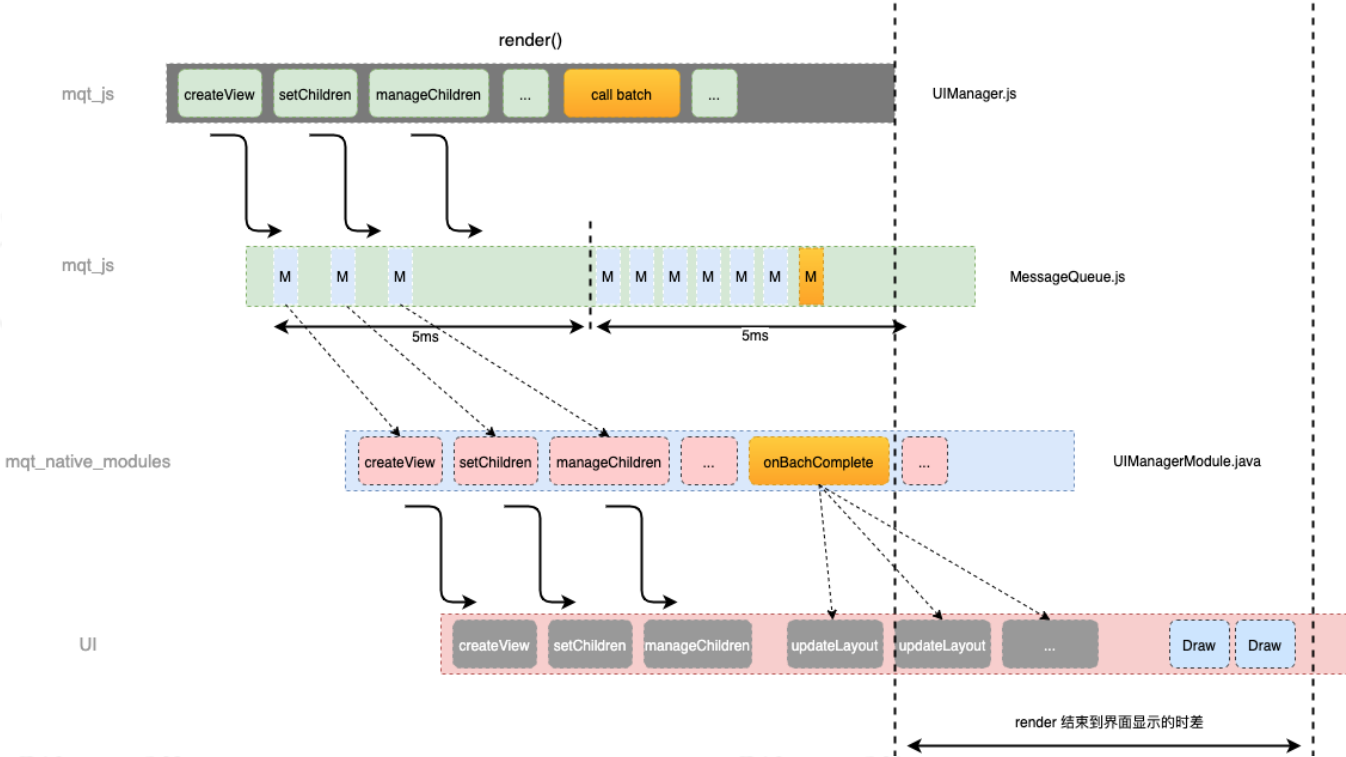 render()
mqt_js
createView
setChildren
manageChildren
...
call batch
...
UIManager.js
mqt_js
M
M
M
M
M
M
M
M
M
M
MessageQueue.js
5ms
5ms
mqt_native_modules
createView
setChildren
manageChildren
...
onBachComplete
...
UIManagerModule.java
UI
createView
setChildren
manageChildren
updateLayout
updateLayout
...
Draw
Draw
render 结束到界面显示的时差